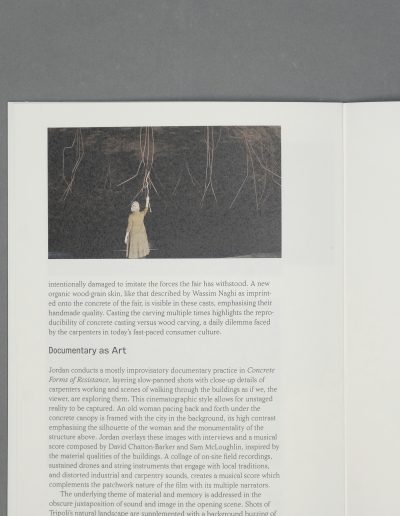 intentionally damaged to imitate the forces the fair has withstood. A new
organic wood-grain skin, like that described by Wassim Naghi as imprint-
ed onto the concrete of the fair, is visible in these casts, emphasising their
handmade quality. Casting the carving multiple times highlights the repro-
ducibility of concrete casting versus wood carving, a daily dilemma faced
by the carpenters in today's fast-paced consumer culture.
Documentary as Art
Jordan conducts a mostly improvisatory documentary practice in Concrete
Forms of Resistance, layering slow-panned shots with close-up details of
carpenters working and scenes of walking through the buildings as if we, the
viewer, are exploring them. This cinematographic style allows for unstaged
reality to be captured. An old woman pacing back and forth under the
concrete canopy is framed with the city in the background, its high contrast
emphasising the silhouette of the woman and the monumentality of the
structure above. Jordan overlays these images with interviews and a musical
score composed by David Chatton-Barker and Sam McLoughlin, inspired by
the material qualities of the buildings. A collage of on-site field recordings,
sustained drones and string instruments that engage with local traditions,
and distorted industrial and carpentry sounds, creates a musical score which
complements the patchwork nature of the film with its multiple narrators.
The underlying theme of material and memory is addressed in the
obscure juxtaposition of sound and image in the opening scene. Shots of
Tripoli's natural landscape are supplemented with a background buzzing of